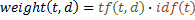 weight(t, d) = tf(t, d) · idf(t)